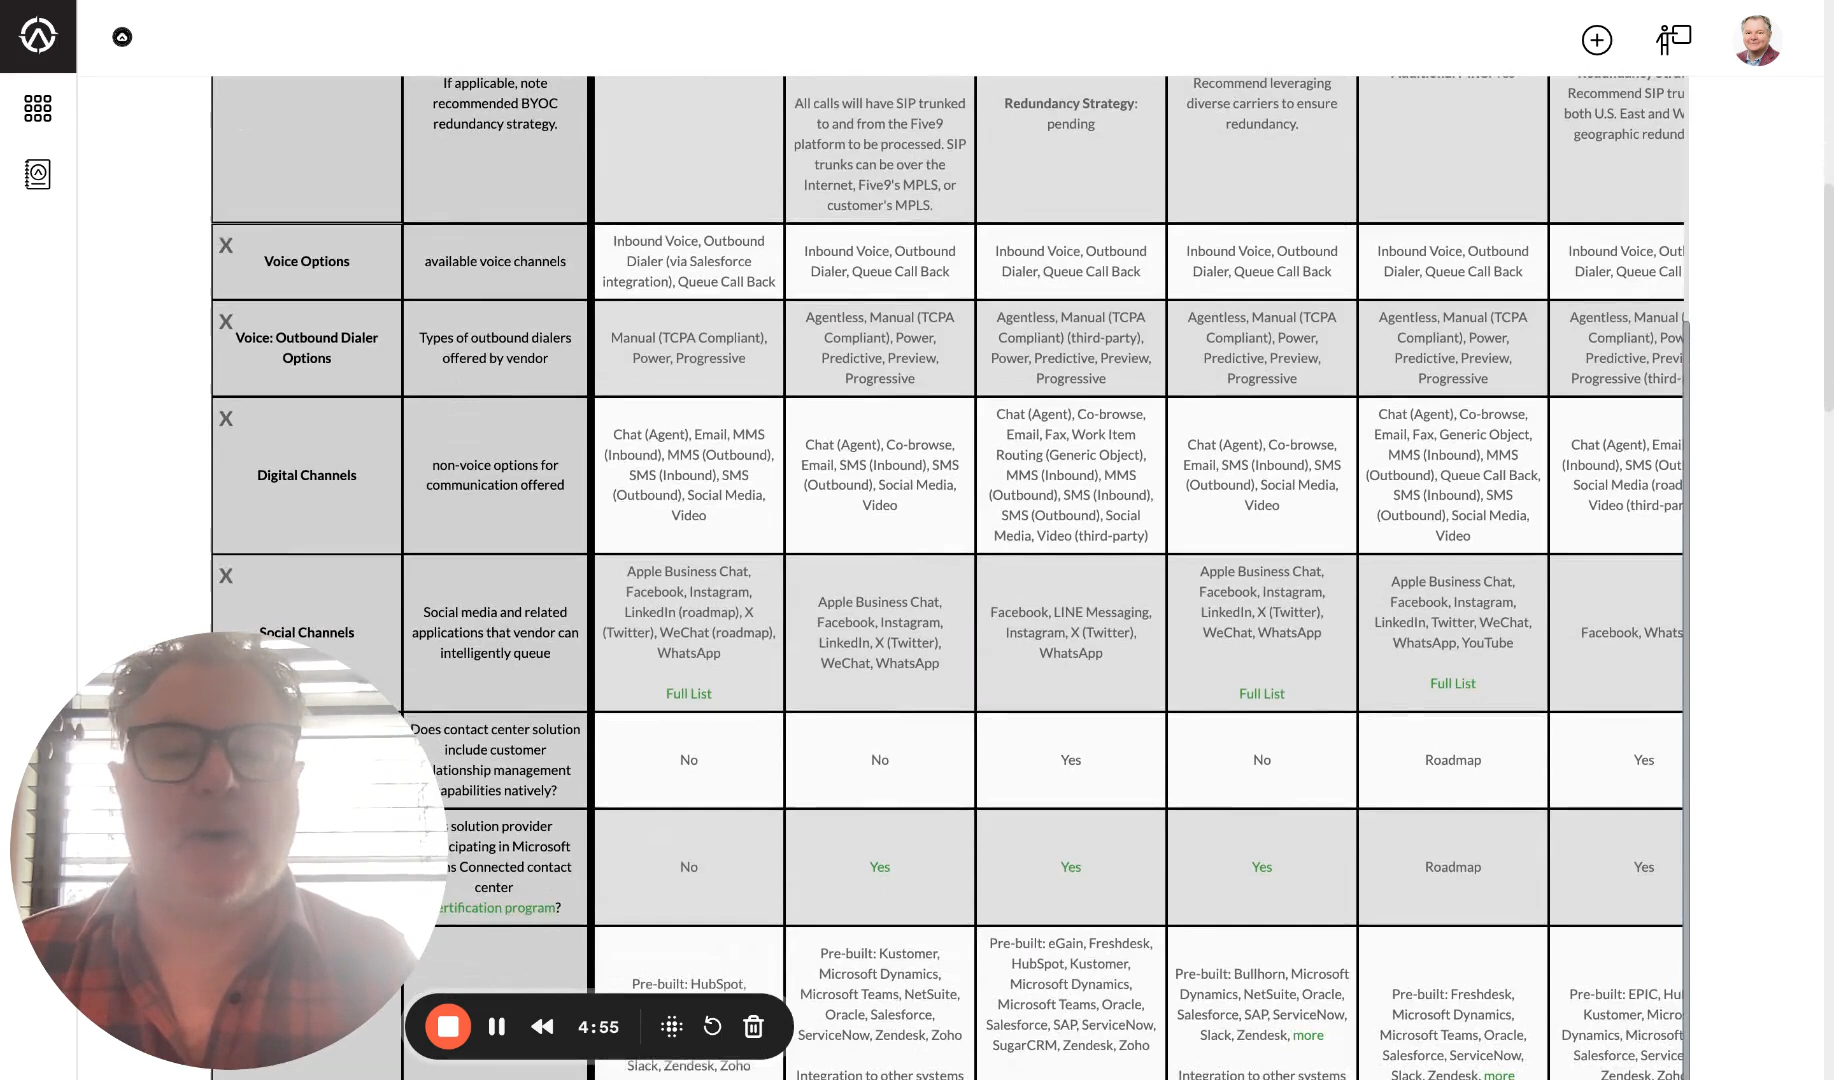 If applicable, note
recommended BYOC
redundancy strategy.
All calls will have SIP trunked
to and from the Five9
platform to be processed. SIP
trunks can be over the
Internet, Five9's MPLS, or
customer's MPLS.
Redundancy Strategy:
pending
Recommend leveraging
diverse carriers to ensure
redundancy.
Recommend SIP tru
both U.S. East and W
geographic redund
X
Voice Options
available voice channels
Inbound Voice, Outbound
Dialer (via Salesforce
integration), Queue Call Back
Inbound Voice, Outbound
Dialer, Queue Call Back
Inbound Voice, Outbound
Dialer, Queue Call Back
Inbound Voice, Outbound
Dialer, Queue Call Back
Inbound Voice, Outbound
Dialer, Queue Call Back
Inbound Voice, Out
Dialer, Queue Call
X
Voice: Outbound Dialer
Options
Types of outbound dialers
offered by vendor
Manual (TCPA Compliant),
Power, Progressive
Agentless, Manual (TCPA
Compliant), Power,
Predictive, Preview,
Progressive
Agentless, Manual (TCPA
Compliant) (third-party),
Power, Predictive, Preview,
Progressive
Agentless, Manual (TCPA
Compliant), Power,
Predictive, Preview,
Progressive
Agentless, Manual (TCPA
Compliant), Power,
Predictive, Preview,
Progressive
Agentless, Manual (
Compliant), Pow
Predictive, Previ
Progressive (third-
X
Digital Channels
non-voice options for
communication offered
Chat (Agent), Email, MMS
(Inbound), MMS (Outbound),
SMS (Inbound), SMS
(Outbound), Social Media,
Video
Chat (Agent), Co-browse,
Email, SMS (Inbound), SMS
(Outbound), Social Media,
Video
Chat (Agent), Co-browse,
Email, Fax, Work Item
Routing (Generic Object),
MMS (Inbound), MMS
(Outbound), SMS (Inbound),
SMS (Outbound), Social
Media, Video (third-party)
Chat (Agent), Co-browse,
Email, SMS (Inbound), SMS
(Outbound), Social Media,
Video
Chat (Agent), Co-browse,
Email, Fax, Generic Object,
MMS (Inbound), MMS
(Outbound), Queue Call Back,
SMS (Inbound), SMS
(Outbound), Social Media,
Video
Chat (Agent), Emai
(Inbound), SMS (Out
Social Media (road
Video (third-par
X
Social Channels
Social media and related
applications that vendor can
intelligently queue
Apple Business Chat,
Facebook, Instagram,
LinkedIn (roadmap), X
(Twitter), WeChat (roadmap),
WhatsApp
Full List
Apple Business Chat,
Facebook, Instagram,
LinkedIn, X (Twitter),
WeChat, WhatsApp
Facebook, LINE Messaging,
Instagram, X (Twitter),
WhatsApp
Apple Business Chat,
Facebook, Instagram,
LinkedIn, X (Twitter),
WeChat, WhatsApp
Full List
Apple Business Chat,
Facebook, Instagram,
LinkedIn, Twitter, WeChat,
WhatsApp, YouTube
Full List
Facebook, Whats
Does contact center solution
include customer
lationship management
apabilities natively?
No
No
Yes
No
Roadmap
Yes
solution provider
cipating in Microsoft
ms Connected contact
center
ertification program?
No
Yes
Yes
Yes
Roadmap
Yes
Pre-built: HubSpot,
Slack, Zendesk, Zoho
Pre-built: Kustomer,
Microsoft Dynamics,
Microsoft Teams, NetSuite,
Oracle, Salesforce,
ServiceNow, Zendesk, Zoho
Integration to other systems
Pre-built: eGain, Freshdesk,
HubSpot, Kustomer,
Microsoft Dynamics,
Microsoft Teams, Oracle,
Salesforce, SAP, ServiceNow,
SugarCRM, Zendesk, Zoho
Pre-built: Bullhorn, Microsoft
Dynamics, NetSuite, Oracle,
Salesforce, SAP, ServiceNow,
Slack, Zendesk, more
Integration to other systems
Pre-built: Freshdesk,
Microsoft Dynamics,
Microsoft Teams, Oracle,
Salesforce, ServiceNow,
Slack, Zendesk, more
Pre-built: EPIC, Hu
Kustomer, Micro
Dynamics, Microsof
Salesforce, Service
Zendesk, Zoh
4:55